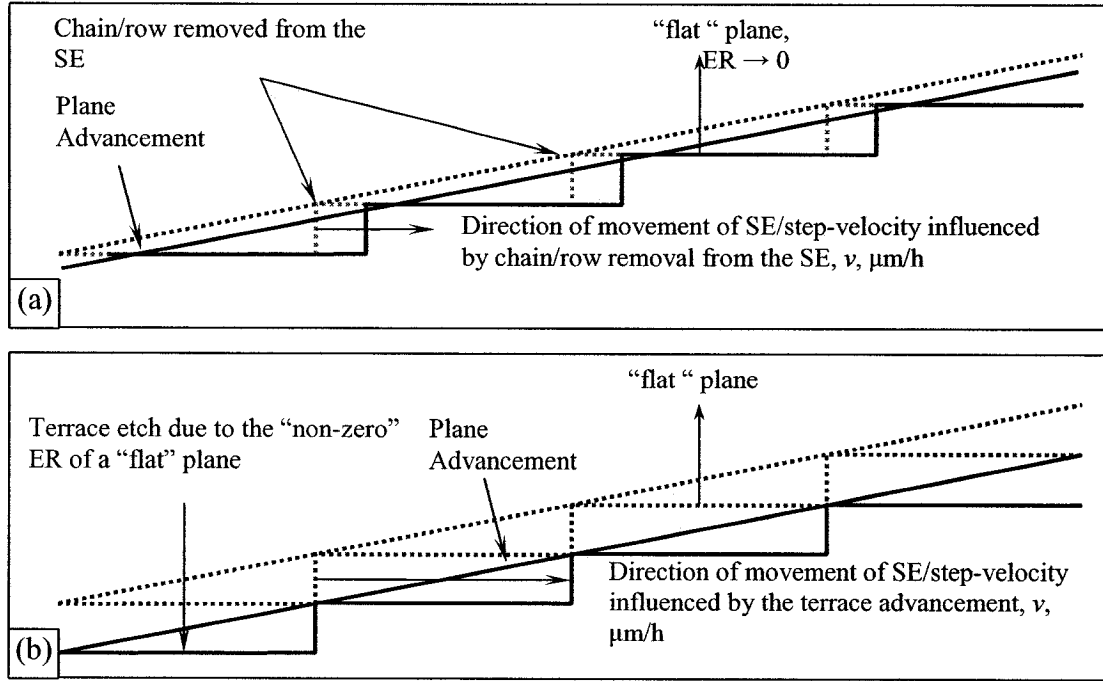 Chain/row removed from the
SE
“flat “ plane,
ER → 0
Plane
Advancement
Direction of movement of SE/step-velocity influenced
by chain/row removal from the SE, v, μm/h
(a)
“flat “ plane
Terrace etch due to the “non-zero”
ER of a “flat” plane
Plane
Advancement
Direction of movement of SE/step-velocity
influenced by the terrace advancement, v,
μm/h
(b)